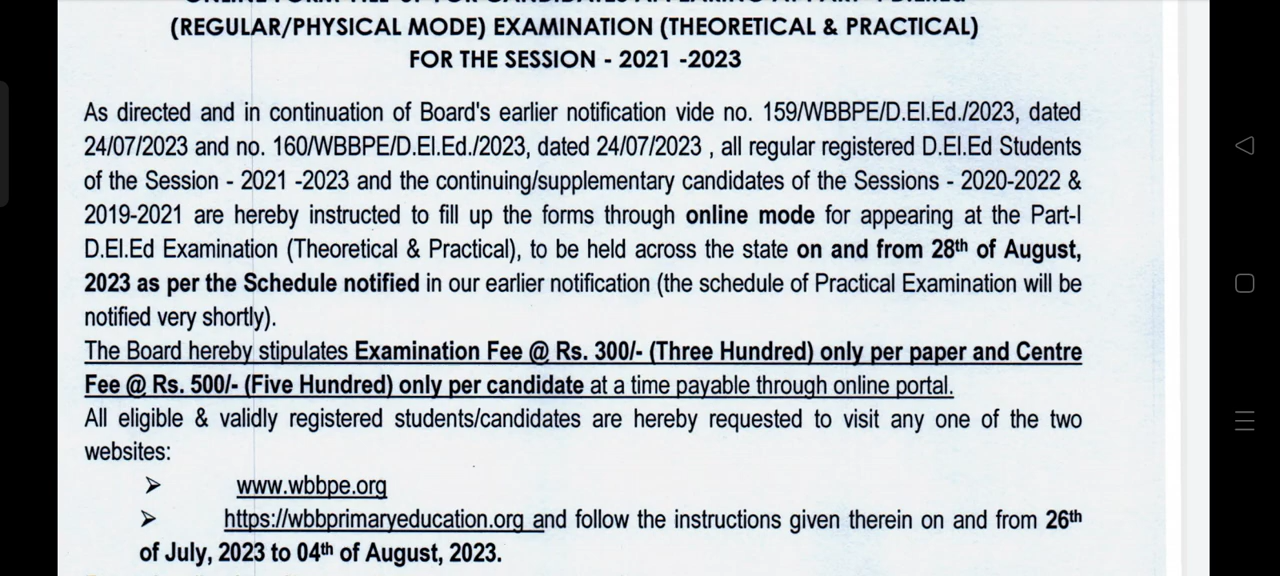 (REGULAR/PHYSICAL MODE) EXAMINATION (THEORETICAL & PRACTICAL)
FOR THE SESSION - 2021 -2023
As directed and in continuation of Board's earlier notification vide no. 159/WBBPE/D.El.Ed./2023, dated
24/07/2023 and no. 160/WBBPE/D.El.Ed./2023, dated 24/07/2023 , all regular registered D.El.Ed Students
of the Session - 2021 -2023 and the continuing/supplementary candidates of the Sessions - 2020-2022 &
2019-2021 are hereby instructed to fill up the forms through online mode for appearing at the Part-I
D.El.Ed Examination (Theoretical & Practical), to be held across the state on and from 28th of August,
2023 as per the Schedule notified in our earlier notification (the schedule of Practical Examination will be
notified very shortly).
The Board hereby stipulates Examination Fee @ Rs. 300/- (Three Hundred) only per paper and Centre
Fee @ Rs. 500/- (Five Hundred) only per candidate at a time payable through online portal.
All eligible & validly registered students/candidates are hereby requested to visit any one of the two
websites:
➢ www.wbbpe.org
➢ https://wbbprimaryeducation.org and follow the instructions given therein on and from 26th
of July, 2023 to 04th of August, 2023.